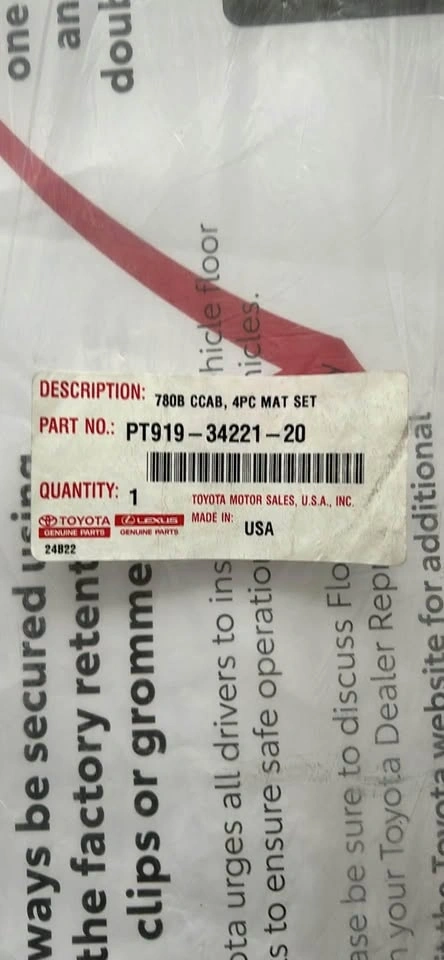 one
an
doub
hicle floor
hicles.
DESCRIPTION: 780B CCAB, 4PC MAT SET
PART NO.: PT919-34221-20
QUANTITY: 1
TOYOTA MOTOR SALES, U.S.A., INC.
MADE IN: USA
TOYOTA
GENUINE PARTS
LEXUS
GENUINE PARTS
24B22
ways be secured using
the factory retent
clips or gromme
ota urges all drivers to ins
s to ensure safe operatio
ase be sure to discuss Flo
n your Toyota Dealer Repr
Toyota website for additional